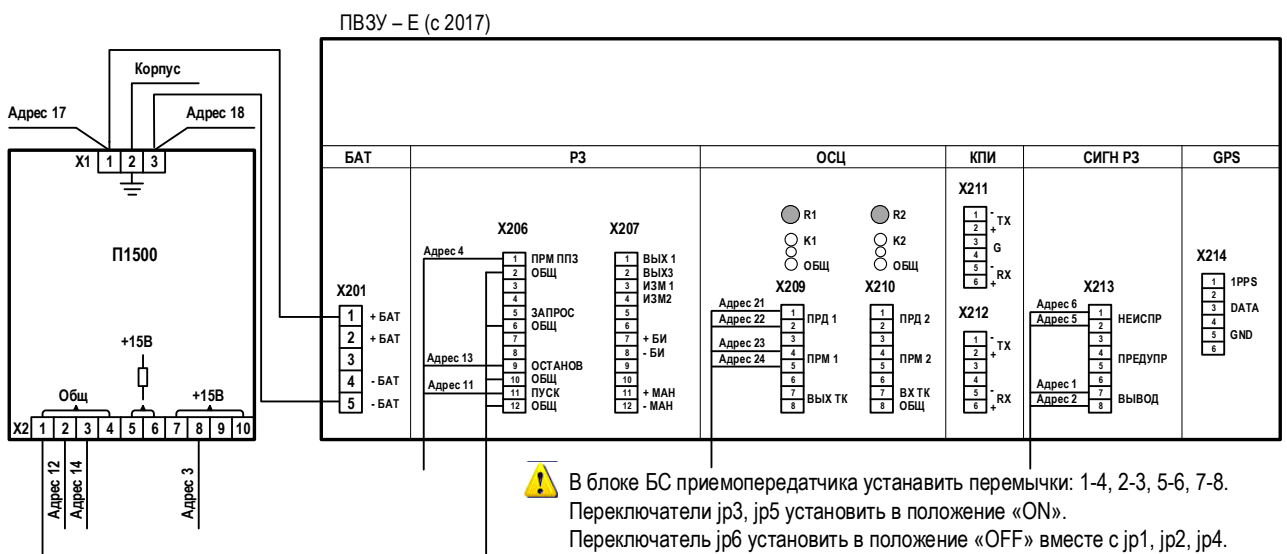 ПВЗУ – Е (с 2017)
Корпус
Адрес 17
Адрес 18
X1 1 2 3
П1500
+15В
Общ
+15В
X2 1 2 3 4 5 6 7 8 9 10
Адрес 12
Адрес 14
Адрес 3
БАТ
РЗ
ОСЦ
КПИ
СИГН РЗ
GPS
X201
1 + БАТ
2 + БАТ
3
4 - БАТ
5 - БАТ
Адрес 4
Адрес 13
Адрес 11
X206
1 ПРМ ППЗ
2 ОБЩ
3
4
5 ЗАПРОС
6 ОБЩ
7
8
9 ОСТАНОВ
10 ОБЩ
11 ПУСК
12 ОБЩ
X207
1 ВЫХ 1
2 ВЫХ3
3 ИЗМ 1
4 ИЗМ2
5
6
7 + БИ
8 - БИ
9
10
11 + МАН
12 - МАН
R1
K1
ОБЩ
X209
Адрес 21
Адрес 22
Адрес 23
Адрес 24
1
2 ПРД 1
3
4
5 ПРМ 1
6
7
8 ВЫХ ТК
R2
K2
ОБЩ
X210
1
2 ПРД 2
3
4
5 ПРМ 2
6
7 ВХ ТК
8 ОБЩ
X211
1 -
2 + TX
3
4 G
5 -
6 + RX
X212
1 -
2 + TX
3
4
5 -
6 + RX
X213
Адрес 6
Адрес 5
Адрес 1
Адрес 2
1
2 НЕИСПР
3
4
5 ПРЕДУПР
6
7
8 ВЫВОД
X214
1 1PPS
2
3 DATA
4
5 GND
6
В блоке БС приемопередатчика устанавить перемычки: 1-4, 2-3, 5-6, 7-8.
Переключатели jp3, jp5 установить в положение «ON».
Переключатель jp6 установить в положение «OFF» вместе с jp1, jp2, jp4.